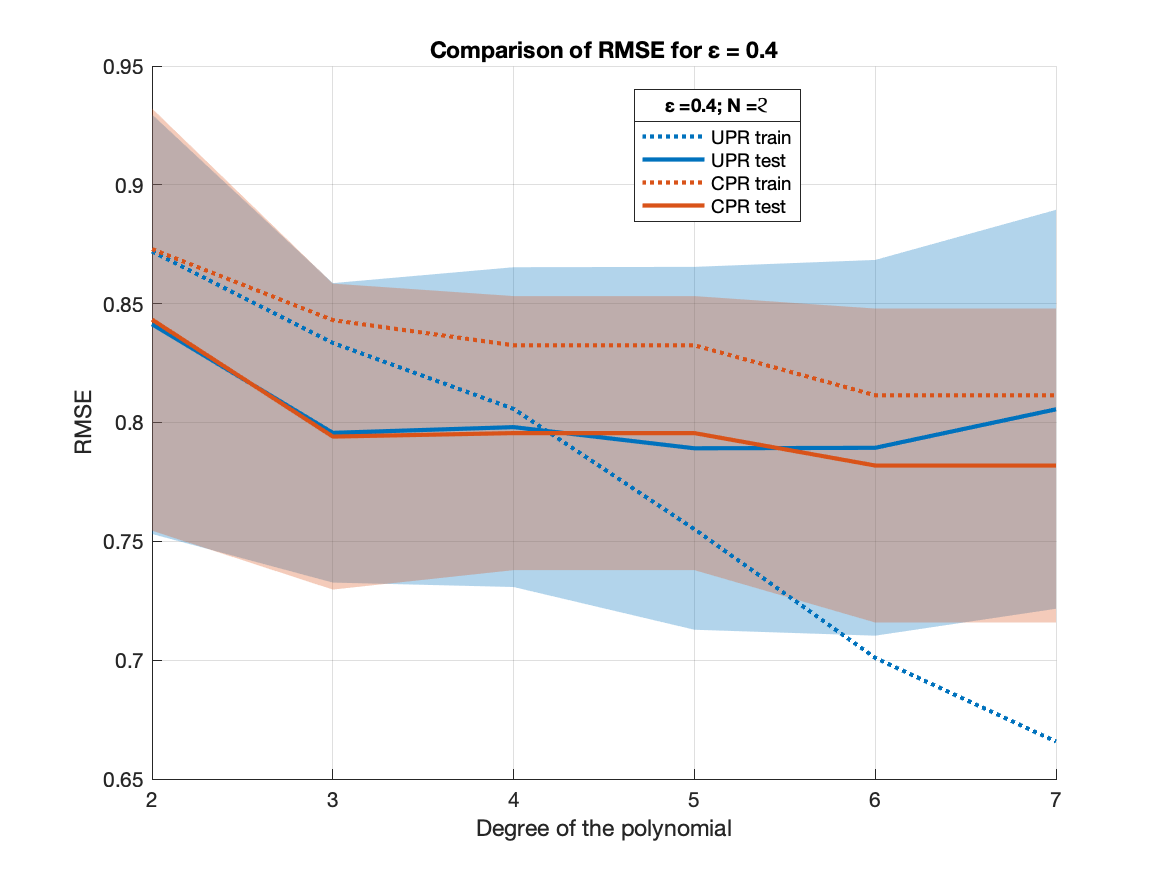 Comparison of RMSE for ε = 0.4
0.95
0.9
0.85
0.8
0.75
0.7
0.65
RMSE
ε =0.4; N =2
UPR train
UPR test
CPR train
CPR test
2 3 4 5 6 7
Degree of the polynomial